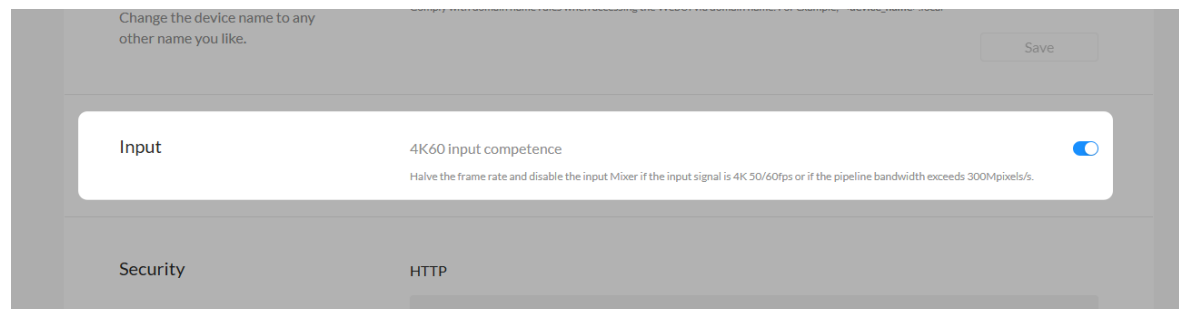 Change the device name to any
other name you like.
Save
Input
4K60 input competence
Halve the frame rate and disable the input Mixer if the input signal is 4K 50/60fps or if the pipeline bandwidth exceeds 300Mpixels/s.
Security
HTTP